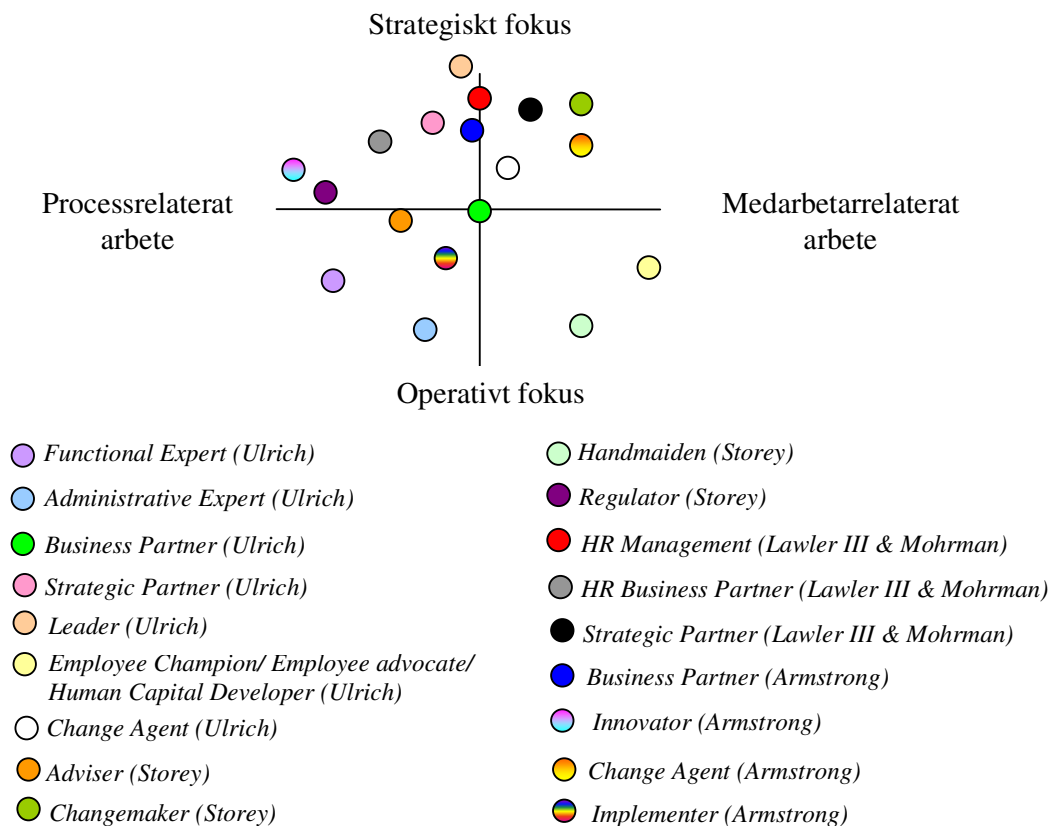 Strategiskt fokus
Processrelaterat
arbete
Medarbetarrelaterat
arbete
Operativt fokus
Functional Expert (Ulrich)
Administrative Expert (Ulrich)
Business Partner (Ulrich)
Strategic Partner (Ulrich)
Leader (Ulrich)
Employee Champion/ Employee advocate/
Human Capital Developer (Ulrich)
Change Agent (Ulrich)
Adviser (Storey)
Changemaker (Storey)
Handmaiden (Storey)
Regulator (Storey)
HR Management (Lawler III & Mohrman)
HR Business Partner (Lawler III & Mohrman)
Strategic Partner (Lawler III & Mohrman)
Business Partner (Armstrong)
Innovator (Armstrong)
Change Agent (Armstrong)
Implementer (Armstrong)